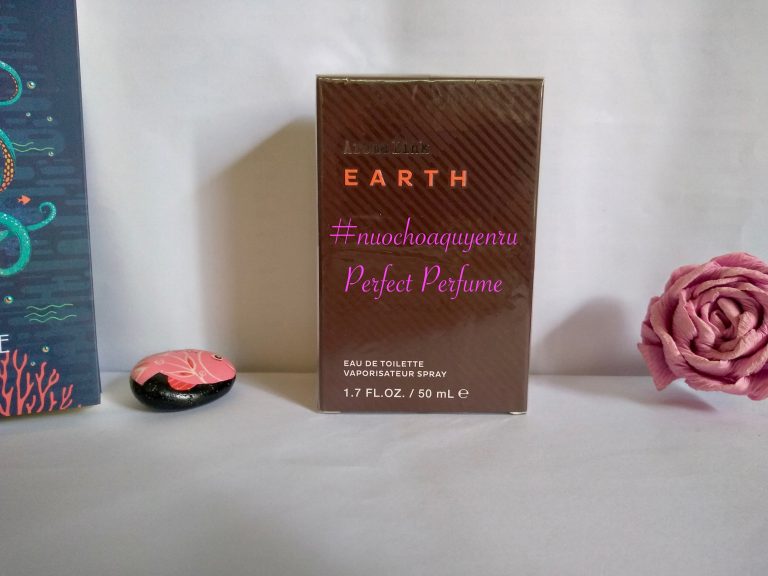 EARTH
#nuochoaquyenru
Perfect Perfume
EAU DE TOILETTE
VAPORISATEUR SPRAY
1.7 FL.OZ. / 50 mL ℮
E